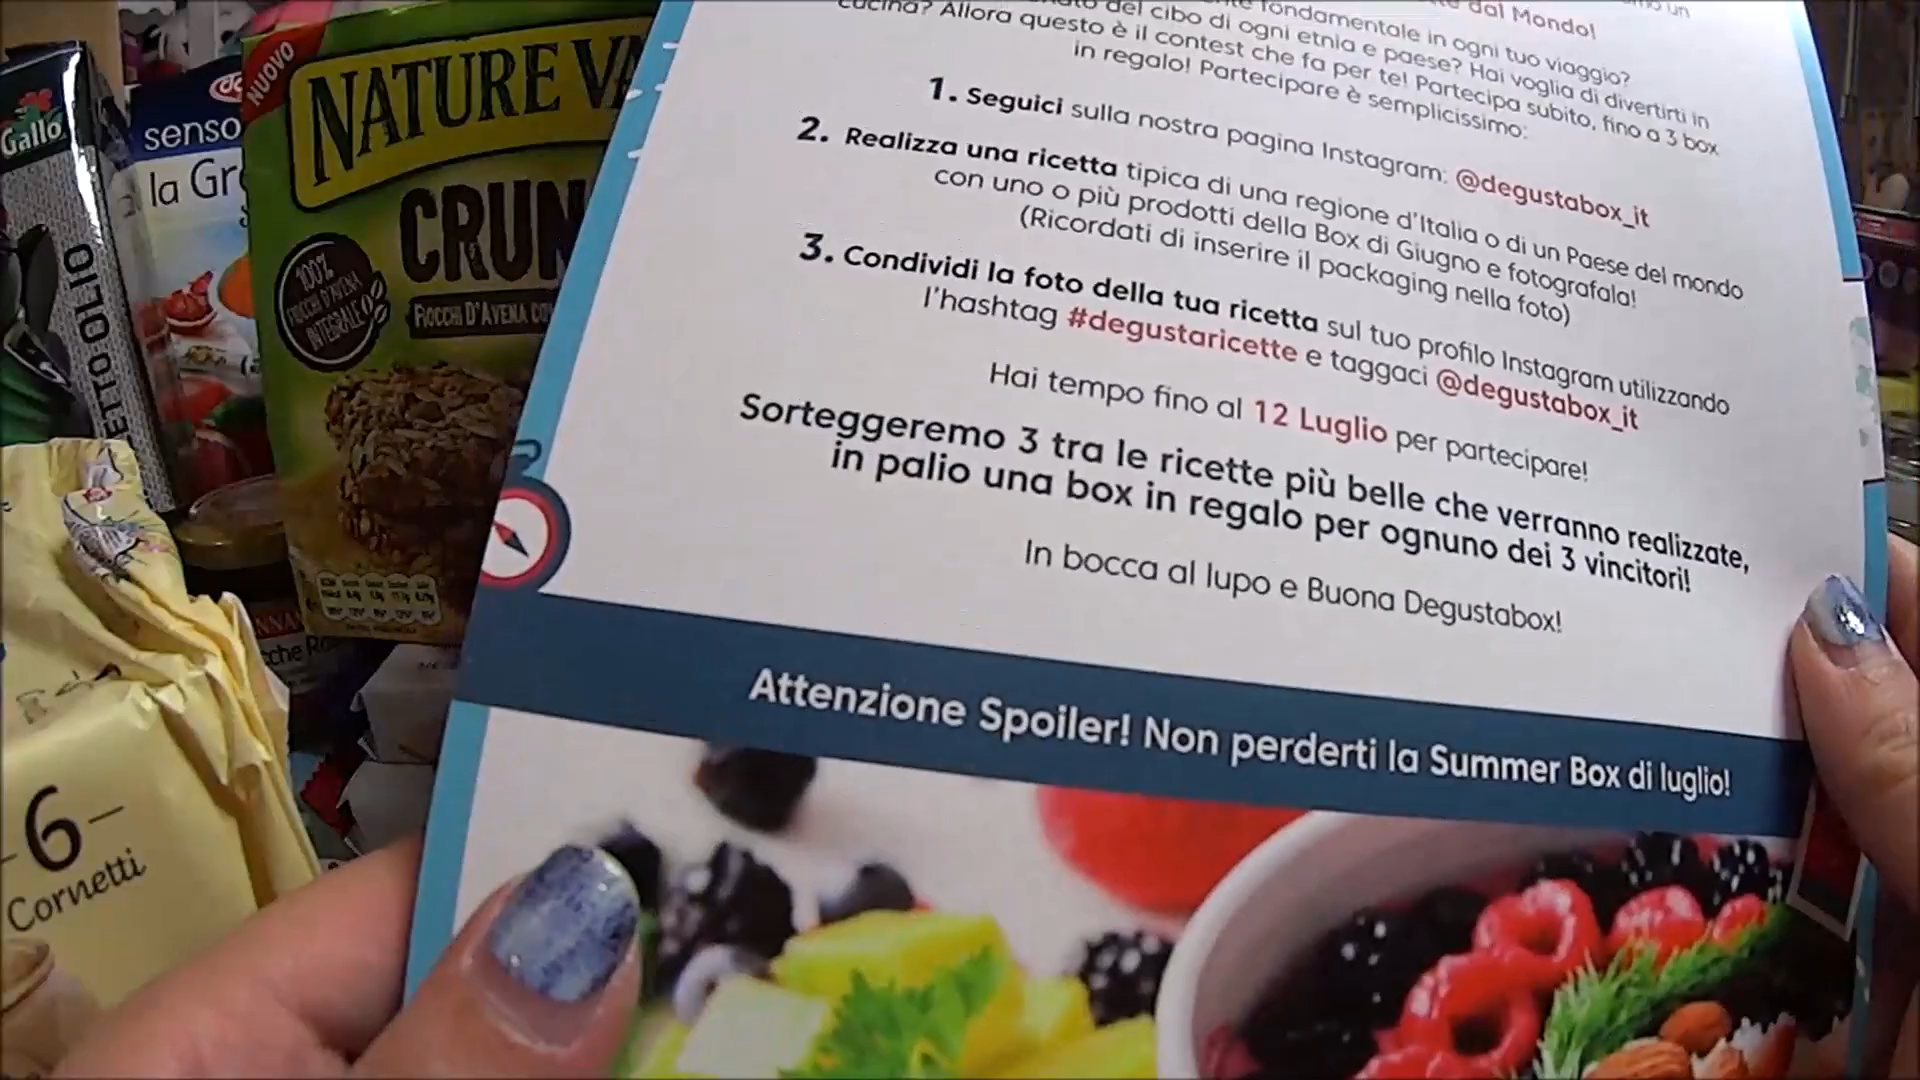 dal Mondo!
fondamentale in ogni tuo viaggio?
del cibo di ogni etnia e paese? Hai voglia di divertirti in
cucina? Allora questo è il contest che fa per te! Partecipa subito, fino a 3 box
in regalo! Partecipare è semplicissimo:
1. Seguici sulla nostra pagina Instagram: @degustabox_it
2. Realizza una ricetta tipica di una regione d'Italia o di un Paese del mondo
con uno o più prodotti della Box di Giugno e fotografala!
(Ricordati di inserire il packaging nella foto)
3. Condividi la foto della tua ricetta sul tuo profilo Instagram utilizzando
l'hashtag #degustaricette e taggaci @degustabox_it
Hai tempo fino al 12 Luglio per partecipare!
Sorteggeremo 3 tra le ricette più belle che verranno realizzate,
in palio una box in regalo per ognuno dei 3 vincitori!
In bocca al lupo e Buona Degustabox!
Attenzione Spoiler! Non perderti la Summer Box di luglio!
Gallo
OLIO
senso
la Gr
NUOVO
NATURE VA
CRUN
100%
FIOCCHI D'AVENA
INTEGRALE
FIOCCHI D'AVENA CO
6
Cornetti